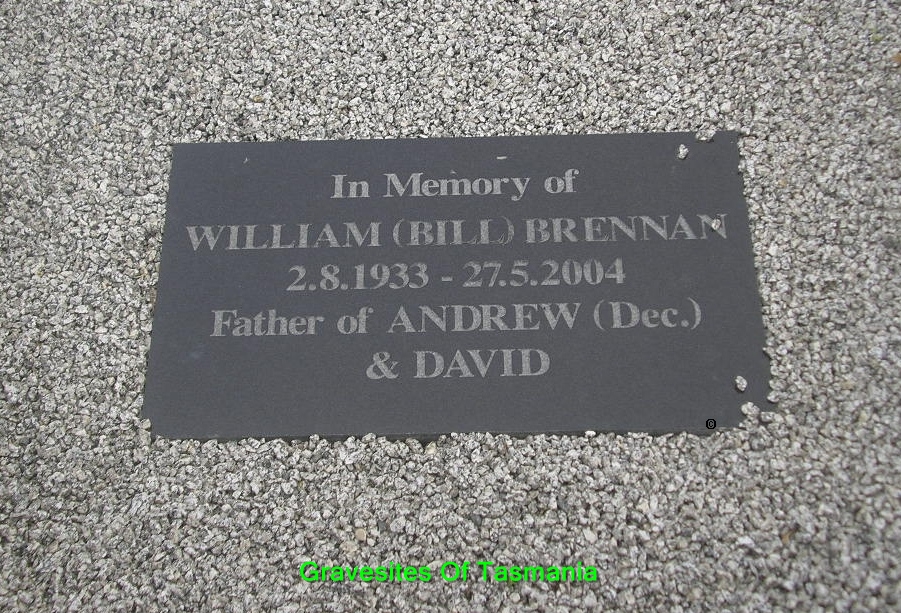 In Memory of
WILLIAM (BILL) BRENNAN
2.8.1933 - 27.5.2004
Father of ANDREW (Dec.)
& DAVID
©
Gravesites Of Tasmania